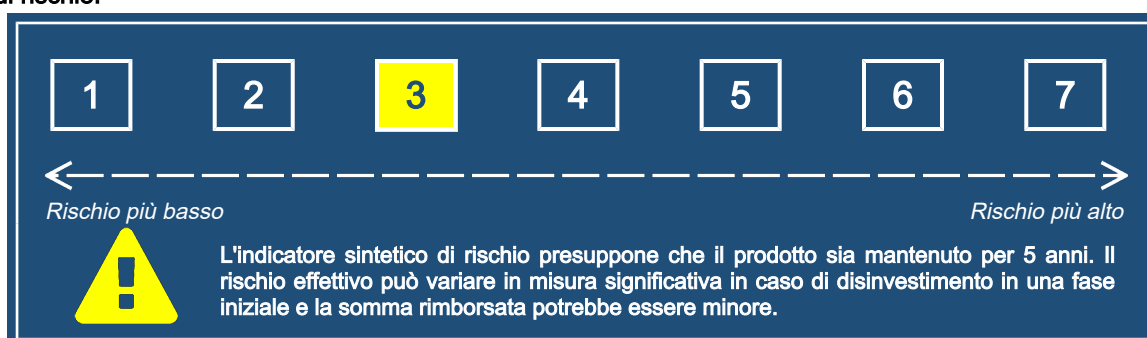 di rischio:
1 2 3 4 5 6 7
Rischio più basso Rischio più alto
L'indicatore sintetico di rischio presuppone che il prodotto sia mantenuto per 5 anni. Il
rischio effettivo può variare in misura significativa in caso di disinvestimento in una fase
iniziale e la somma rimborsata potrebbe essere minore.